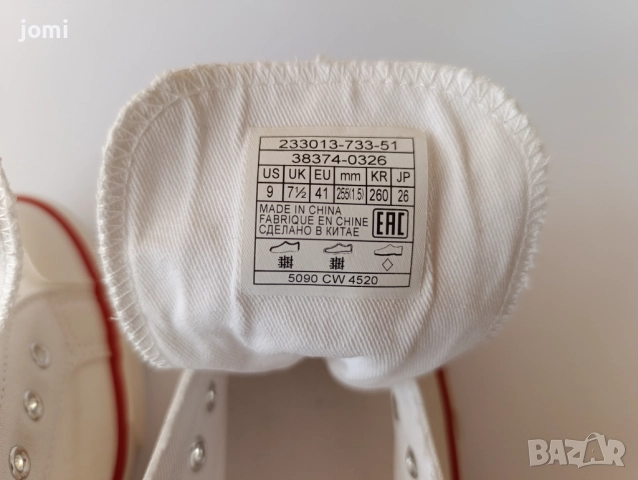 jomi
233013-733-51
38374-0326
US UK EU mm KR JP
9 7½ 41 255(1.5) 260 26
MADE IN CHINA
FABRIQUE EN CHINE
СДЕЛАНО В КИТАЕ
EAC
5090 CW 4520
BAZAR